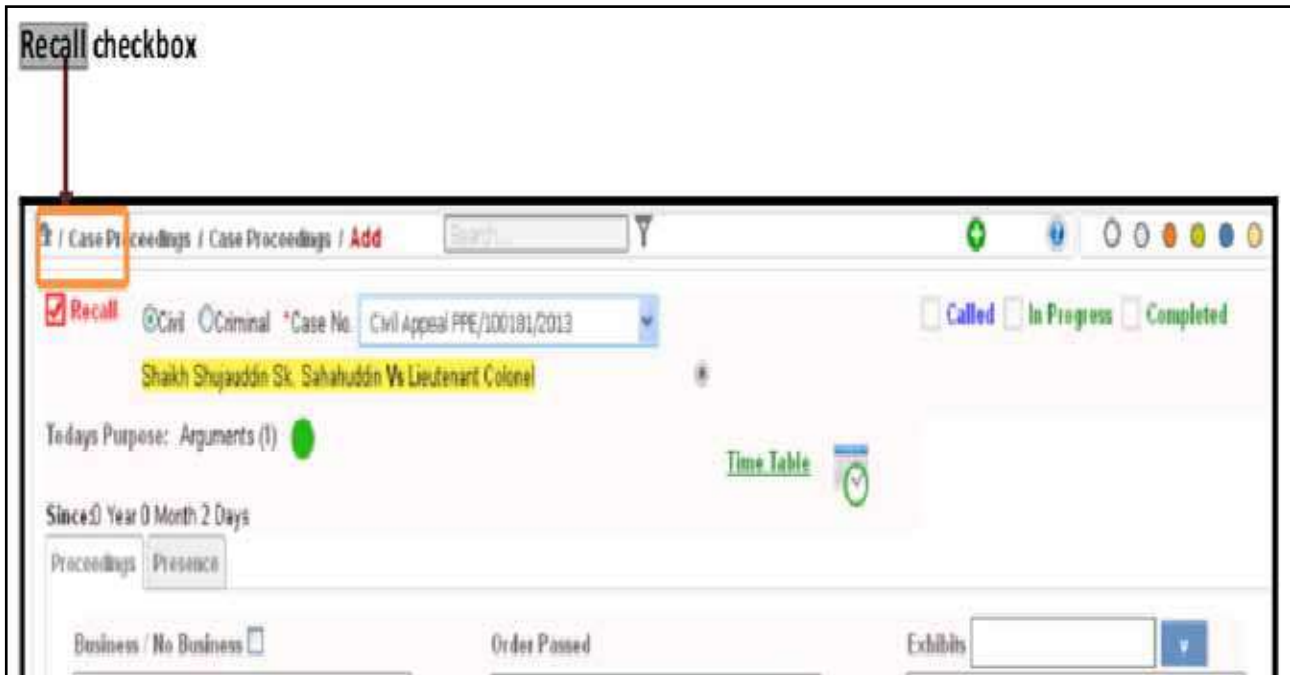 Recall checkbox
/ Case Proceedings / Case Proceedings / Add Search...
Recall Civil Criminal *Case No. Civil Appeal PPE/100181/2013 Called In Progress Completed
Shaikh Shujauddin Sk. Sahahuddin Vs Lieutenant Colonel
Todays Purpose: Arguments (1)
Time Table
Since:0 Year 0 Month 2 Days
Proceedings Presence
Business / No Business Order Passed Exhibits